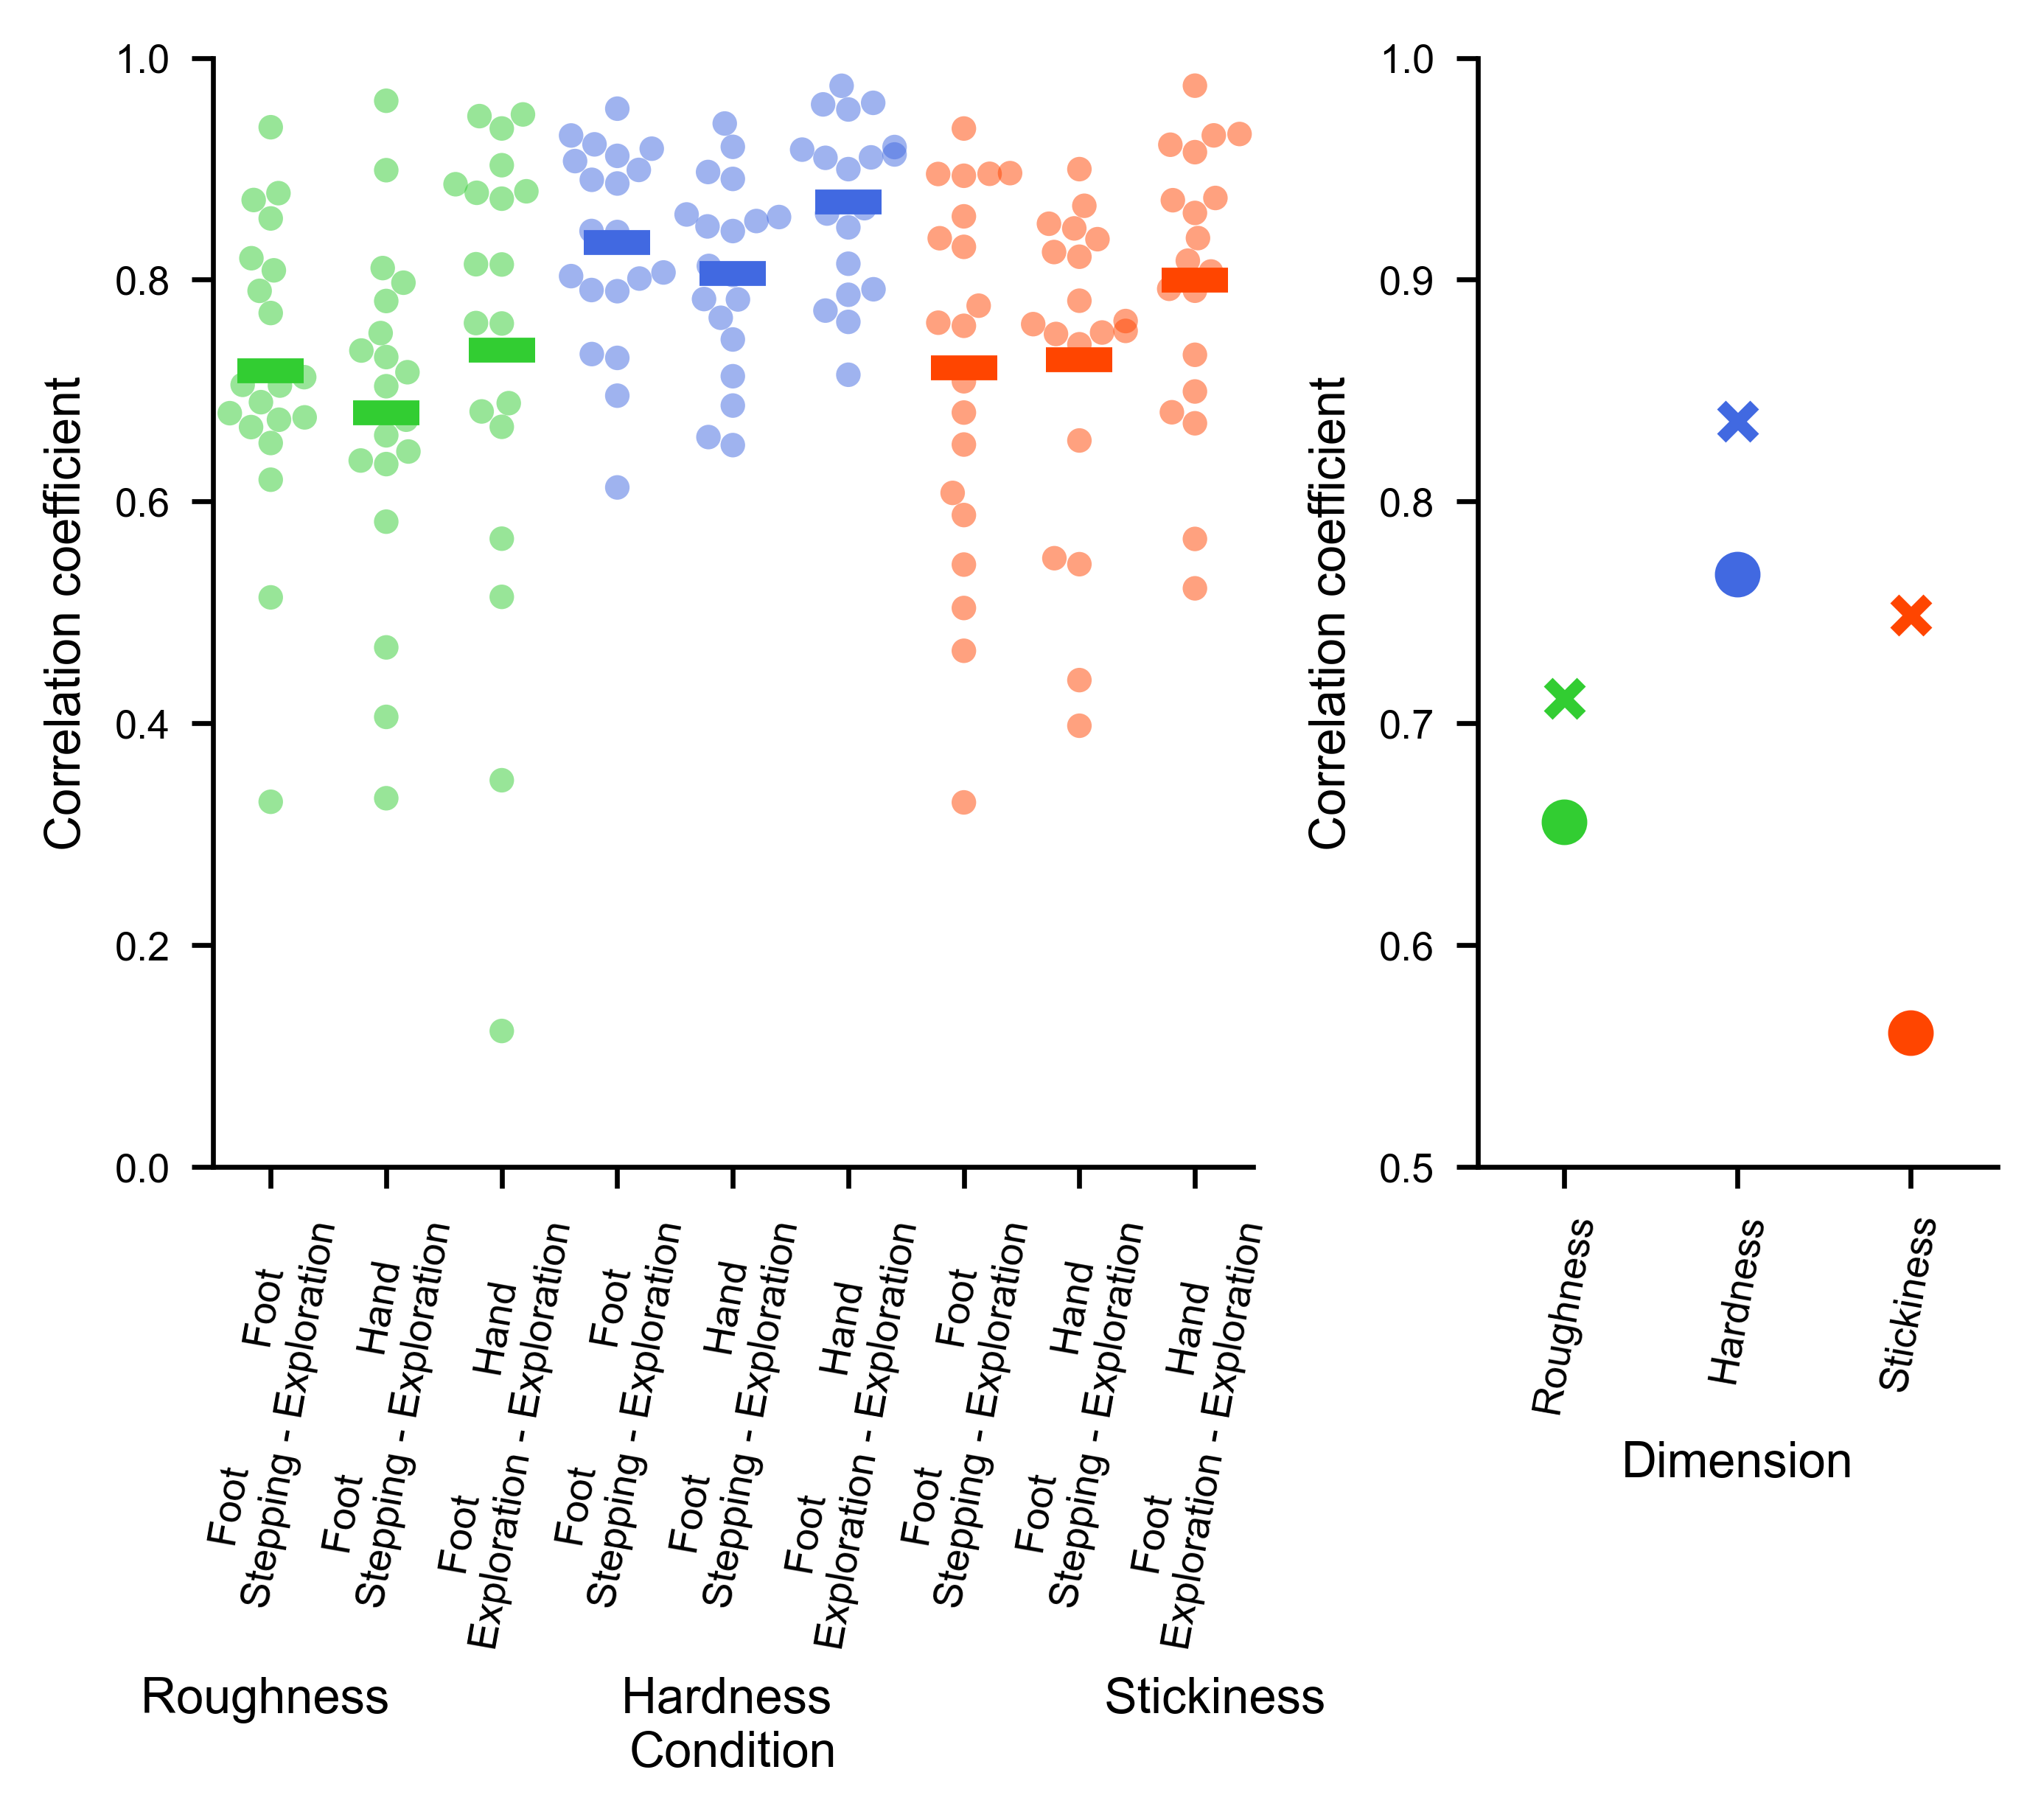 1.0
0.8
0.6
0.4
0.2
0.0
Correlation coefficient
Foot
Stepping - Exploration
Foot
Hand
Stepping - Exploration
Foot
Hand
Exploration - Exploration
Foot
Foot
Stepping - Exploration
Foot
Hand
Stepping - Exploration
Foot
Hand
Exploration - Exploration
Foot
Foot
Stepping - Exploration
Foot
Hand
Stepping - Exploration
Foot
Hand
Exploration - Exploration
Foot
Roughness
Hardness
Stickiness
Condition
1.0
0.9
0.8
0.7
0.6
0.5
Correlation coefficient
Roughness
Hardness
Stickiness
Dimension